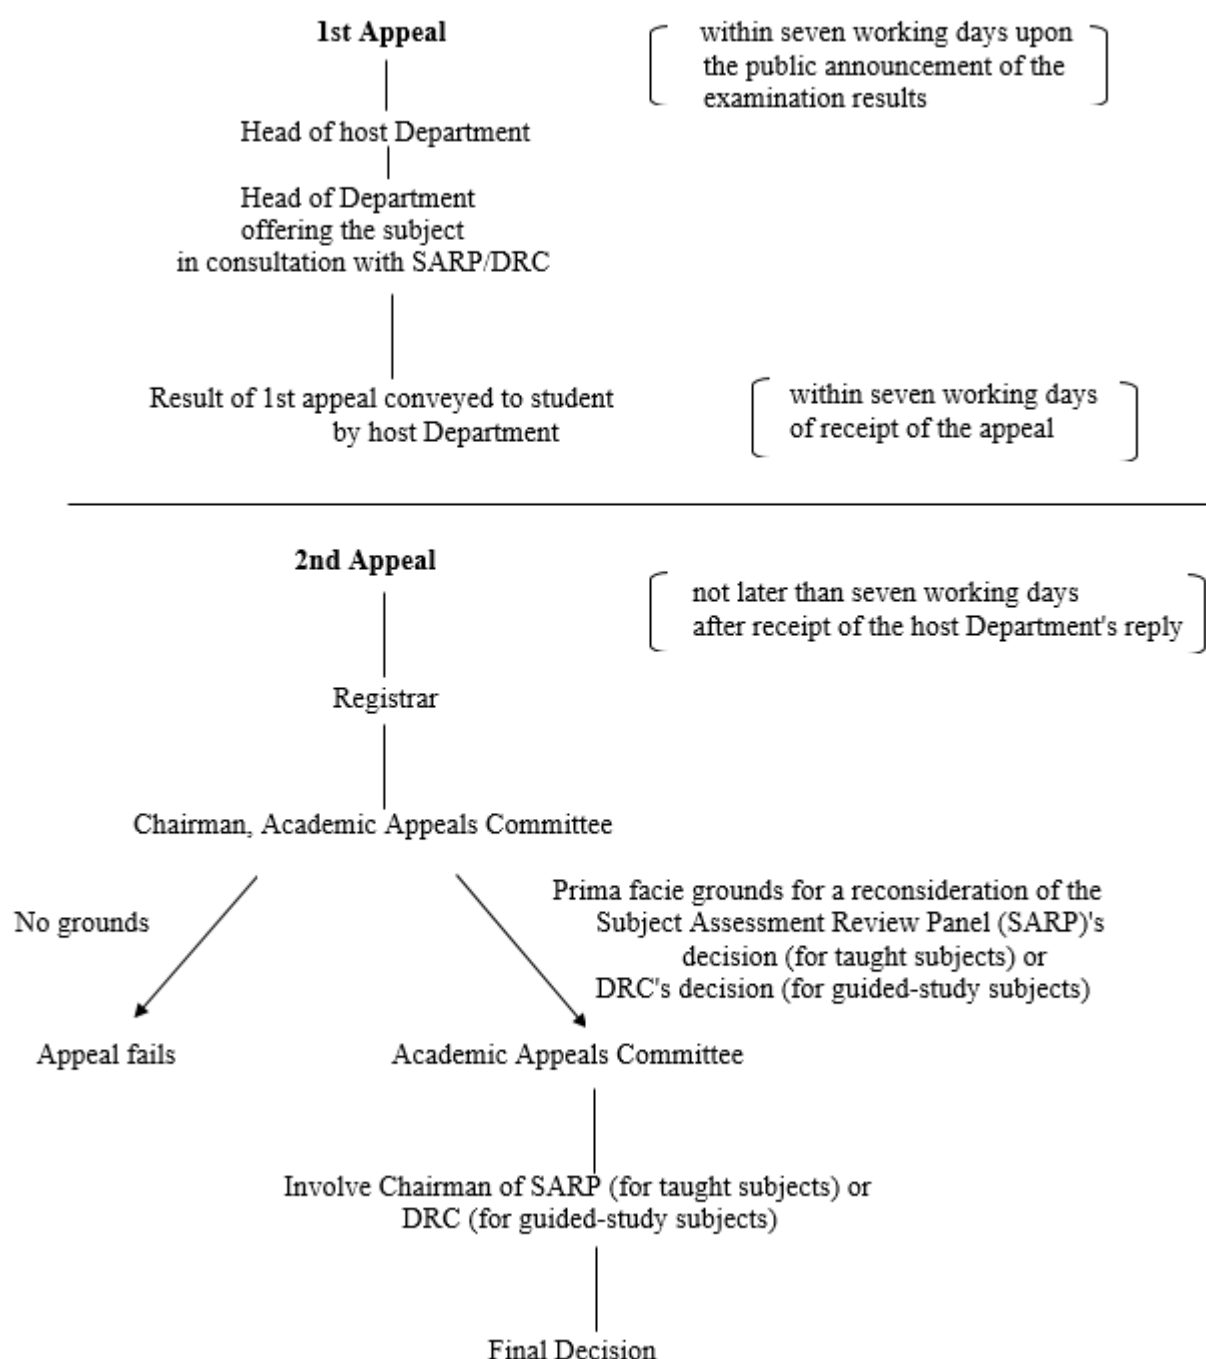 1st Appeal
within seven working days upon
the public announcement of the
examination results
Head of host Department
Head of Department
offering the subject
in consultation with SARP/DRC
Result of 1st appeal conveyed to student
by host Department
within seven working days
of receipt of the appeal
2nd Appeal
not later than seven working days
after receipt of the host Department's reply
Registrar
Chairman, Academic Appeals Committee
No grounds
Prima facie grounds for a reconsideration of the
Subject Assessment Review Panel (SARP)'s
decision (for taught subjects) or
DRC's decision (for guided-study subjects)
Appeal fails
Academic Appeals Committee
Involve Chairman of SARP (for taught subjects) or
DRC (for guided-study subjects)
Final Decision